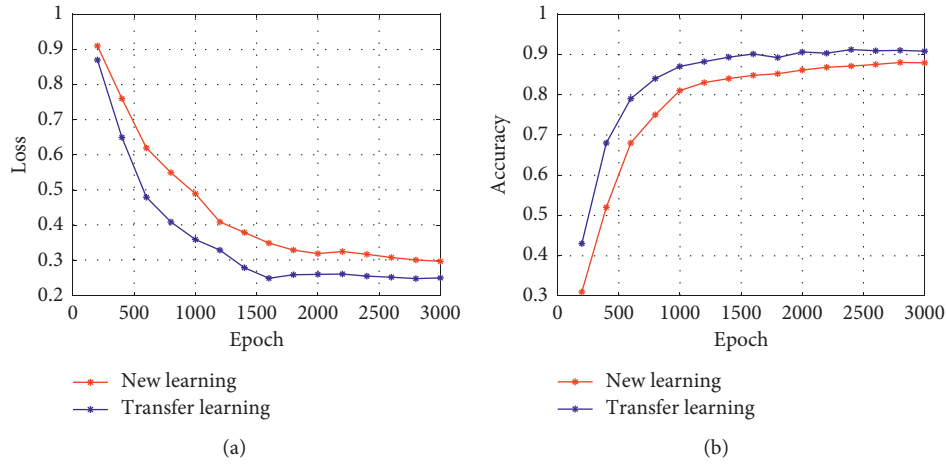 1
0.9
0.8
0.7
0.6
0.5
0.4
0.3
0.2
Loss
0 500 1000 1500 2000 2500 3000
Epoch
New learning
Transfer learning
(a)
1
0.9
0.8
0.7
0.6
0.5
0.4
0.3
Accuracy
0 500 1000 1500 2000 2500 3000
Epoch
New learning
Transfer learning
(b)